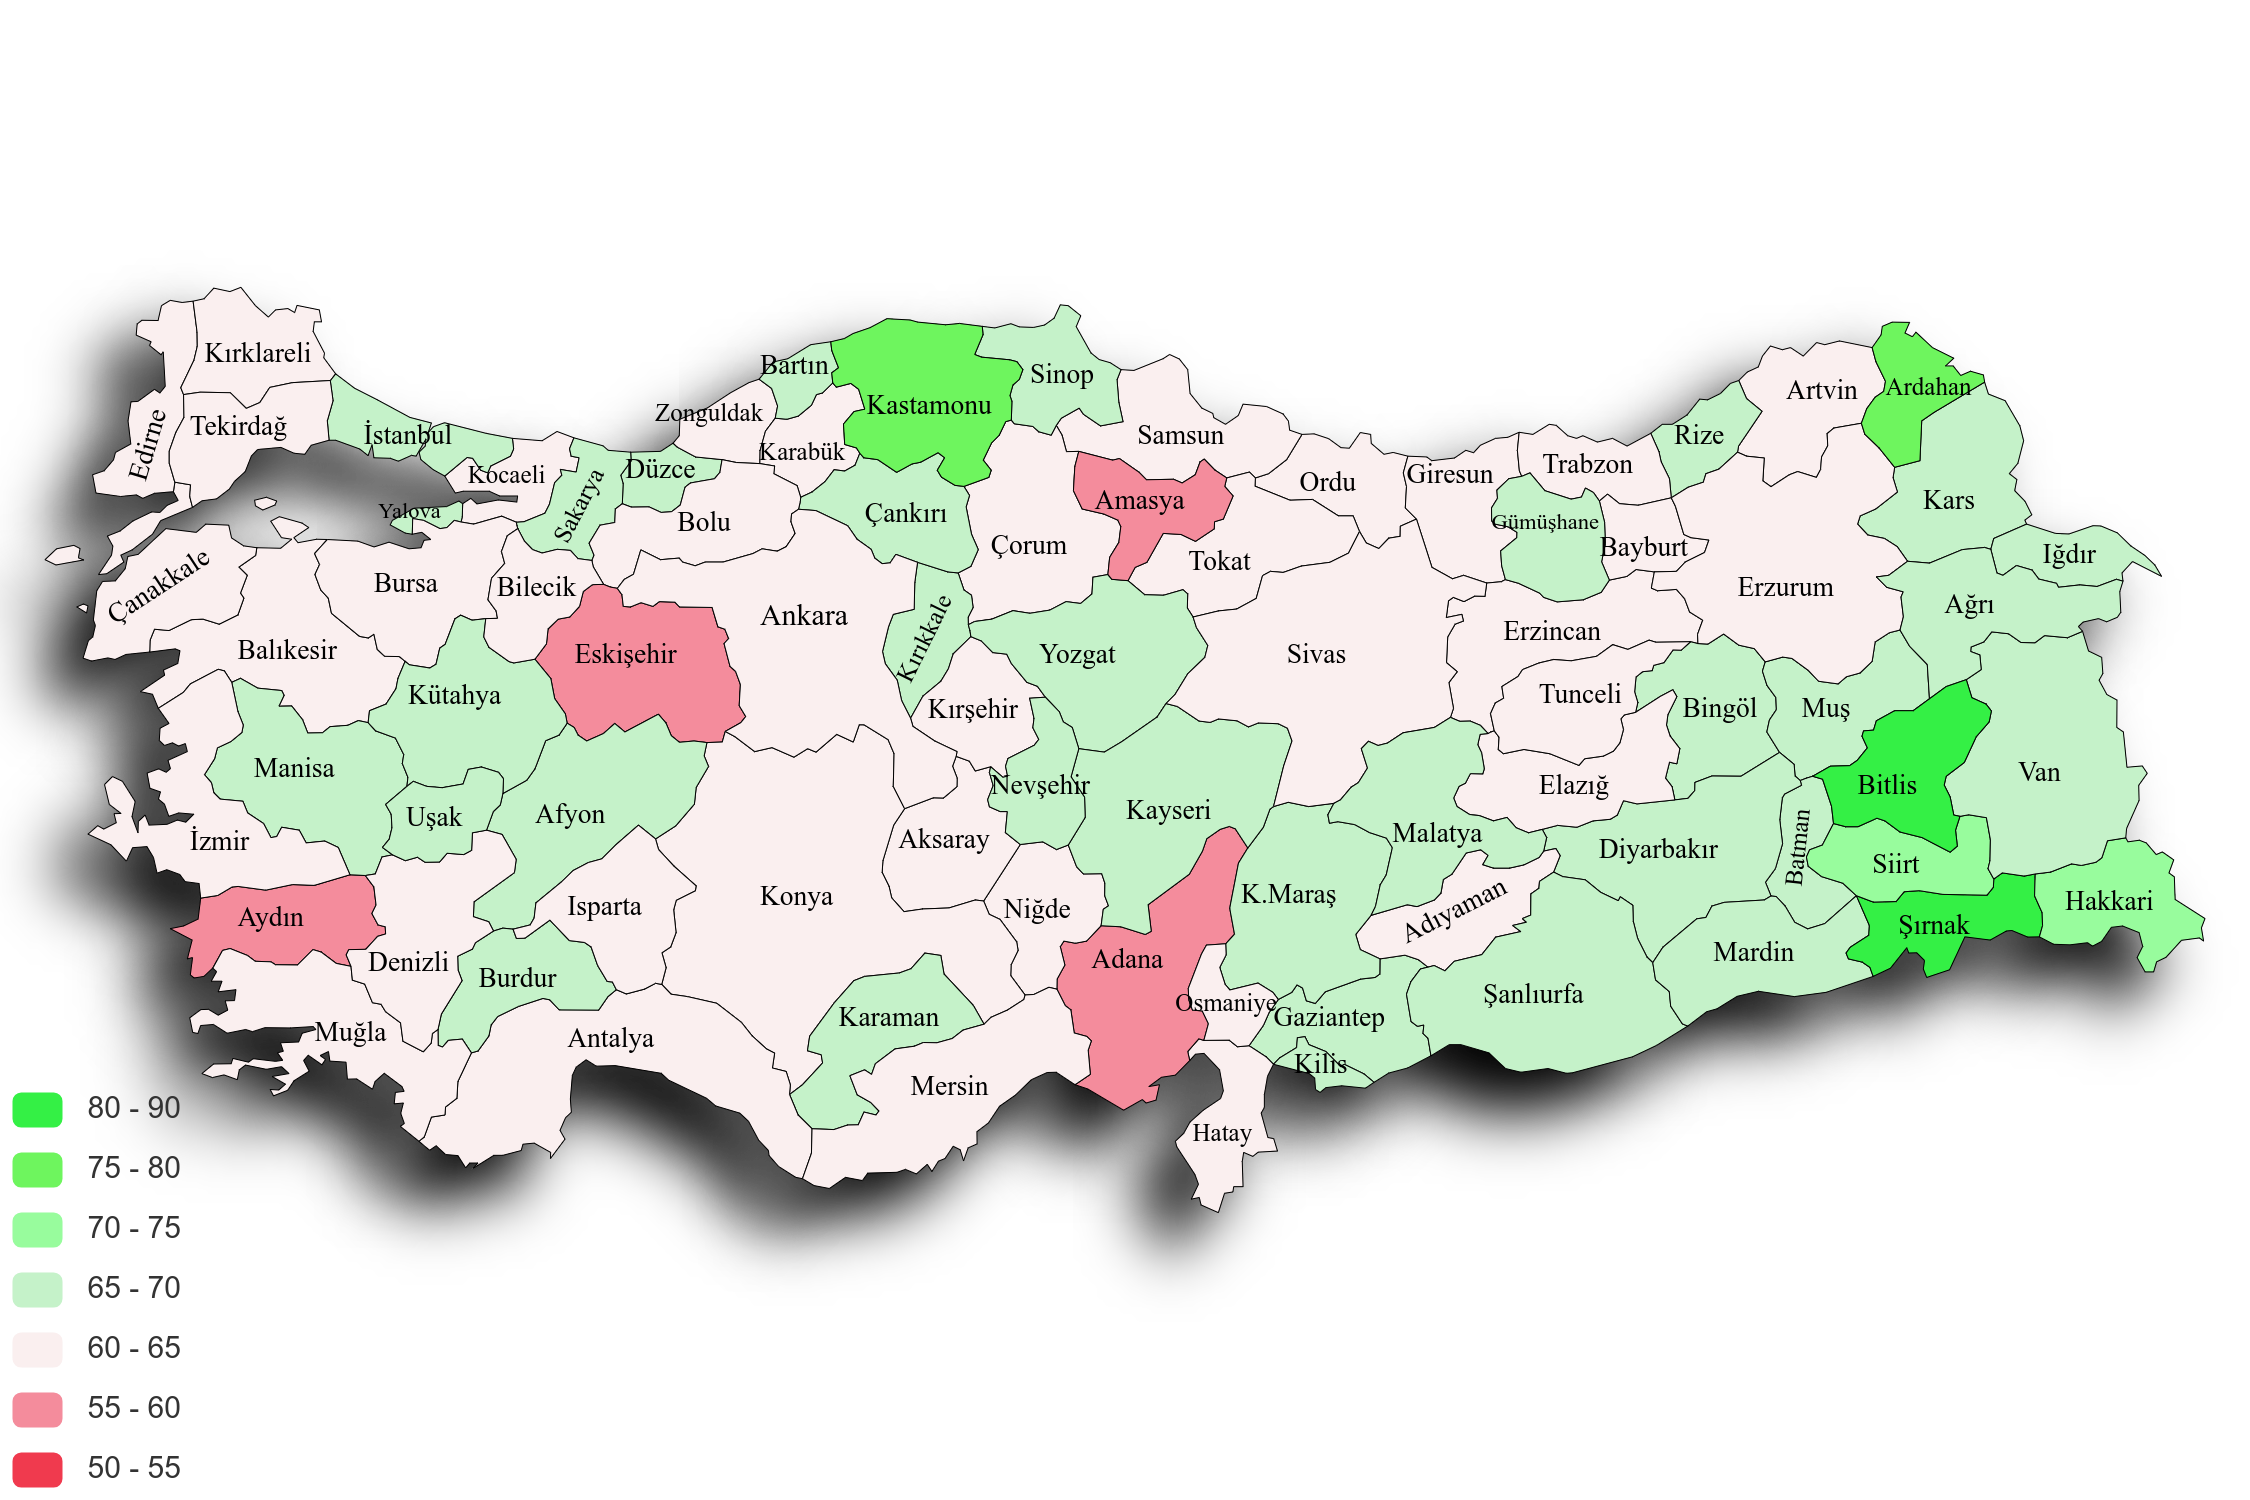 Kırklareli
Edirne
Tekirdağ
İstanbul
Kocaeli
Yalova
Sakarya
Düzce
Zonguldak
Bartın
Karabük
Kastamonu
Sinop
Bolu
Çankırı
Çorum
Samsun
Amasya
Tokat
Ordu
Giresun
Trabzon
Gümüşhane
Bayburt
Rize
Artvin
Ardahan
Kars
Iğdır
Ağrı
Erzurum
Erzincan
Çanakkale
Balıkesir
Bursa
Bilecik
Eskişehir
Ankara
Kırıkkale
Kırşehir
Yozgat
Sivas
Tunceli
Bingöl
Muş
Bitlis
Van
Kütahya
Manisa
Uşak
Afyon
İzmir
Aydın
Denizli
Isparta
Burdur
Konya
Aksaray
Nevşehir
Niğde
Kayseri
Malatya
Elazığ
Diyarbakır
Batman
Siirt
Şırnak
Hakkari
Mardin
Şanlıurfa
Adıyaman
K.Maraş
Adana
Osmaniye
Gaziantep
Kilis
Hatay
Muğla
Antalya
Karaman
Mersin
80 - 90
75 - 80
70 - 75
65 - 70
60 - 65
55 - 60
50 - 55